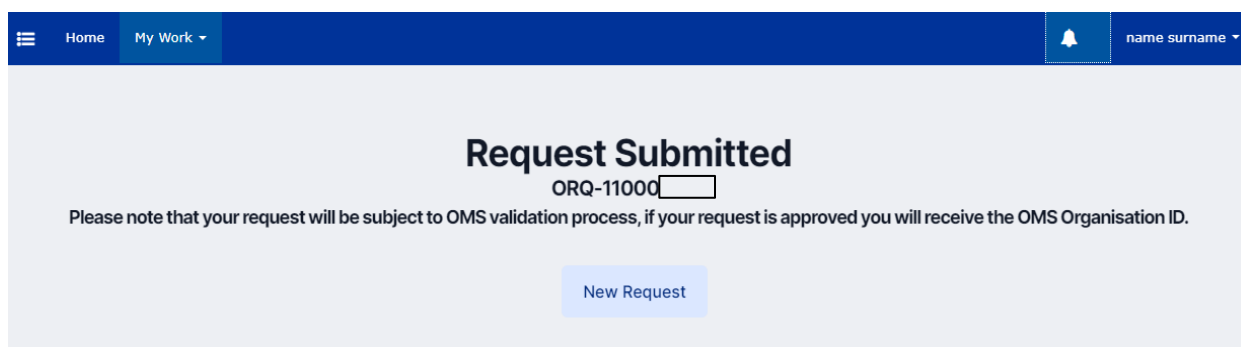 Home My Work name surname
Request Submitted
ORQ-11000
Please note that your request will be subject to OMS validation process, if your request is approved you will receive the OMS Organisation ID.
New Request